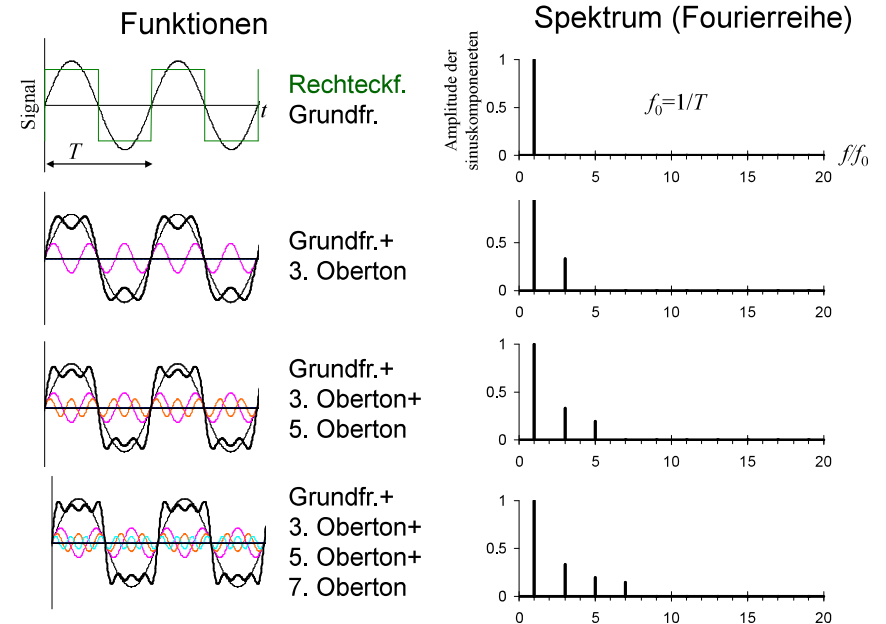 Funktionen
Spektrum (Fourierreihe)
Signal
t
T
Rechteckf.
Grundfr.
Amplitude der
sinuskomponeneten
1
0.5
0
f₀=1/T
f/f₀
0 5 10 15 20
Grundfr.+
3. Oberton
0.5
0
0 5 10 15 20
Grundfr.+
3. Oberton+
5. Oberton
1
0.5
0
0 5 10 15 20
Grundfr.+
3. Oberton+
5. Oberton+
7. Oberton
1
0.5
0
0 5 10 15 20